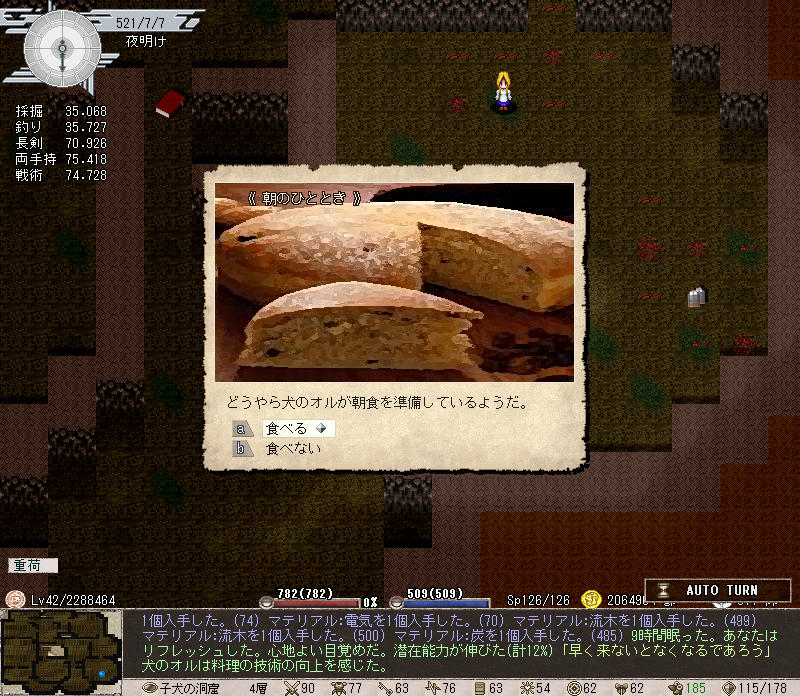 521/7/7
夜明け
採掘 35.068
釣り 35.727
長剣 70.926
両手持 75.418
戦術 74.728
《 朝のひととき 》
どうやら犬のオルが朝食を準備しているようだ。
a 食べる
b 食べない
重荷
AUTO TURN
Lv42/2288464 782(782) 0% 509(509) Sp126/126
1個入手した。(74) マテリアル:電気を1個入手した。(70) マテリアル:流木を1個入手した。(499)
マテリアル:流木を1個入手した。(500) マテリアル:炭を1個入手した。(485) 9時間眠った。あなたは
リフレッシュした。心地よい目覚めだ。潜在能力が伸びた(計12%) 「早く来ないとなくなるであろう」
犬のオルは料理の技術の向上を感じた。
子犬の洞窟 4層 90 77 63 76 63 54 62 62 185 115/178